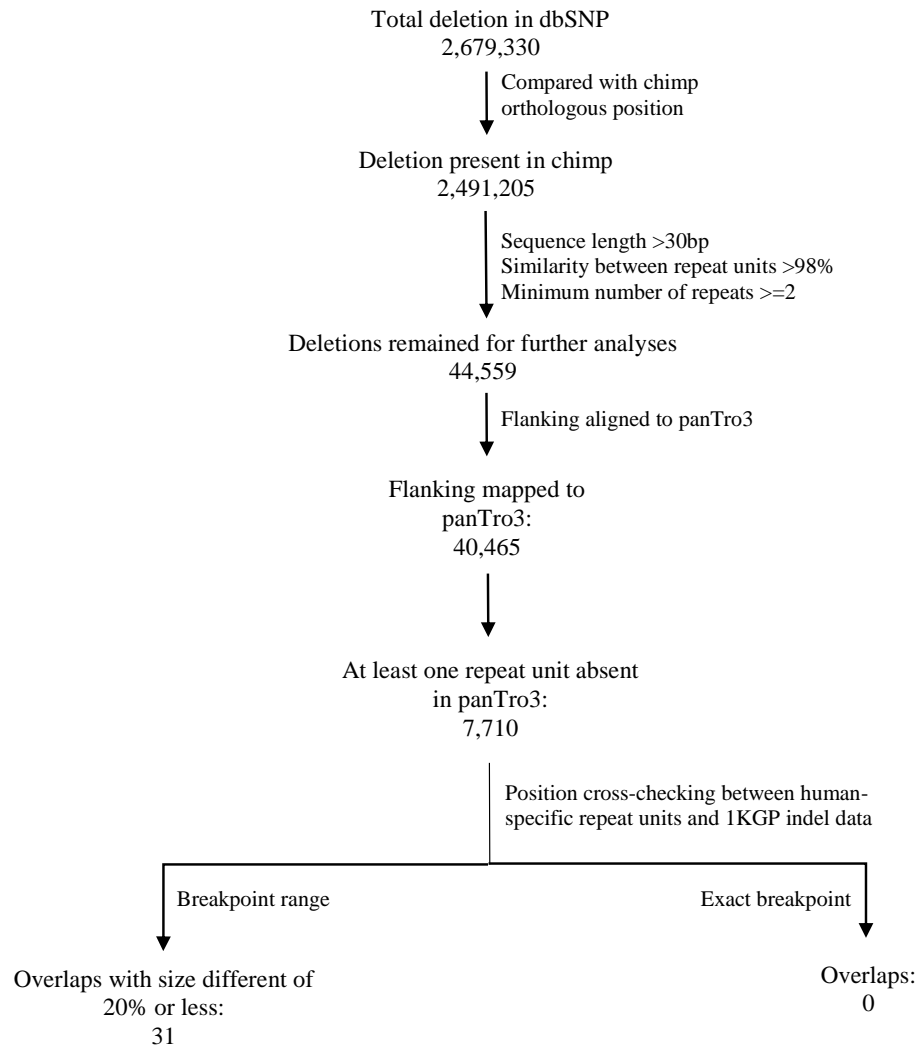 Total deletion in dbSNP
2,679,330
Compared with chimp
orthologous position
Deletion present in chimp
2,491,205
Sequence length >30bp
Similarity between repeat units >98%
Minimum number of repeats >=2
Deletions remained for further analyses
44,559
Flanking aligned to panTro3
Flanking mapped to
panTro3:
40,465
At least one repeat unit absent
in panTro3:
7,710
Position cross-checking between human-
specific repeat units and 1KGP indel data
Breakpoint range
Exact breakpoint
Overlaps with size different of
20% or less:
31
Overlaps:
0